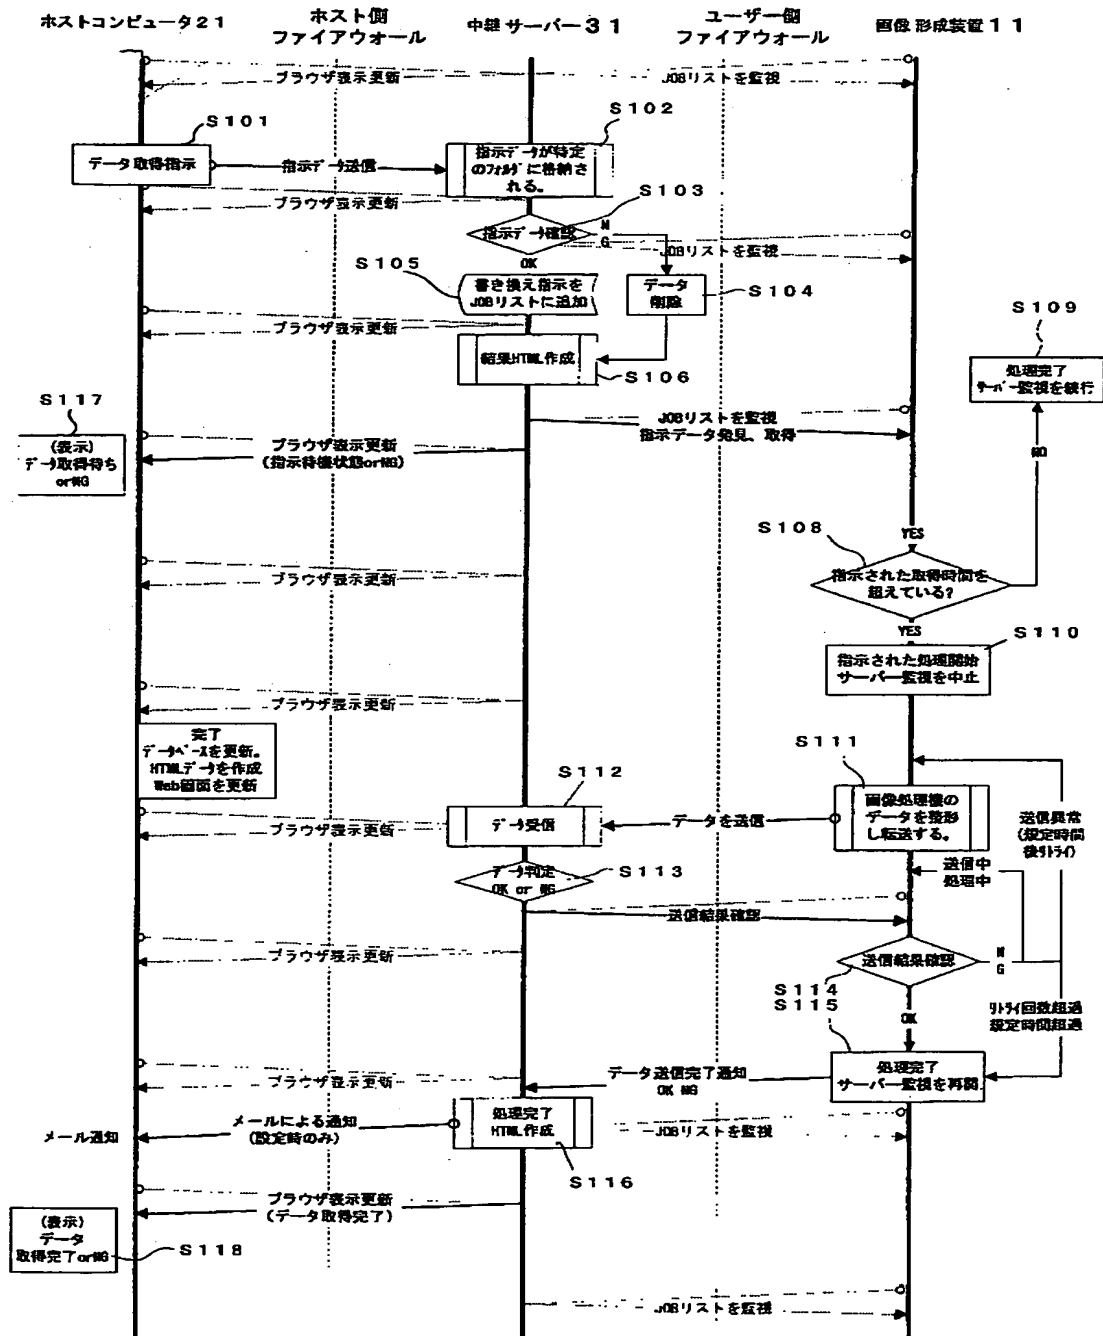 ホストコンピュータ21
ホスト側
ファイアウォール
中継サーバー31
ユーザー側
ファイアウォール
画像形成装置11
ブラウザ表示更新
JOBリストを監視
S101
S102
データ取得指示
指示データ送信
指示データが特定
のフォルダに格納さ
れる。
ブラウザ表示更新
S103
指示データ確認
N
G
JOBリストを監視
OK
S105
書き換え指示を
JOBリストに追加
データ
削除
S104
ブラウザ表示更新
結果HTML作成
S106
S109
処理完了
サーバー監視を続行
S117
JOBリストを監視
指示データ発見、取得
(表示)
データ取得待ち
orNG
ブラウザ表示更新
(指示待機状態orNG)
NO
S108
YES
指示された取得時間を
超えている?
ブラウザ表示更新
YES
S110
指示された処理開始
サーバー監視を中止
ブラウザ表示更新
完了
データベースを更新。
HTMLデータを作成
Web画面を更新
S111
S112
画像処理機の
データを整形
し転送する。
データ受信
データを送信
ブラウザ表示更新
送信異常
(規定時間
後リトライ)
送信中
処理中
データ判定
OK or NG
S113
送信結果確認
ブラウザ表示更新
送信結果確認
N
G
S114
S115
OK
リトライ回数超過
規定時間超過
処理完了
サーバー監視を再開
ブラウザ表示更新
データ送信完了通知
OK NG
メール通知
メールによる通知
(設定時のみ)
処理完了
HTML作成
JOBリストを監視
S116
ブラウザ表示更新
(データ取得完了)
(表示)
データ
取得完了orNG
S118
JOBリストを監視